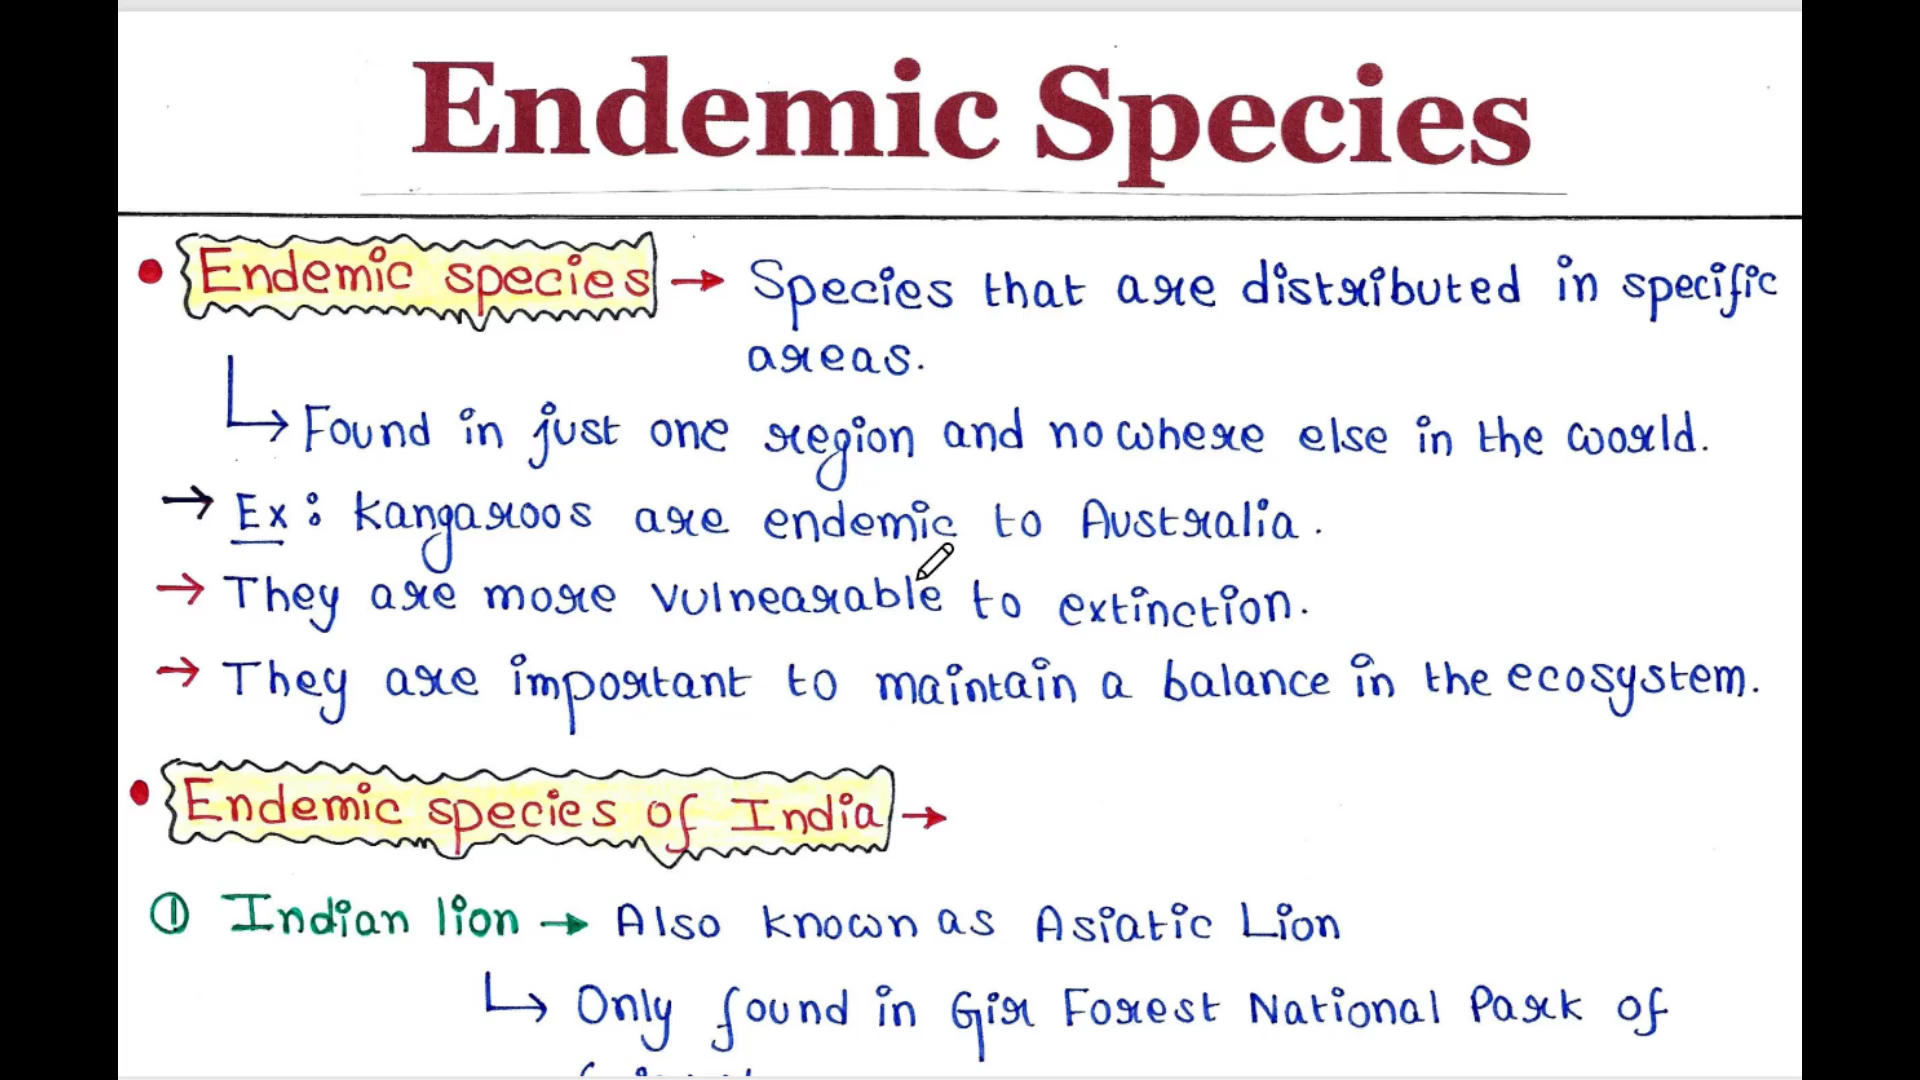 Endemic Species
• Endemic species → Species that are distributed in specific
areas.
↳ Found in just one region and nowhere else in the world.
→ Ex: Kangaroos are endemic to Australia.
→ They are more vulnearable to extinction.
→ They are important to maintain a balance in the ecosystem.
• Endemic species of India →
① Indian lion → Also known as Asiatic Lion
↳ Only found in Gir Forest National Park of